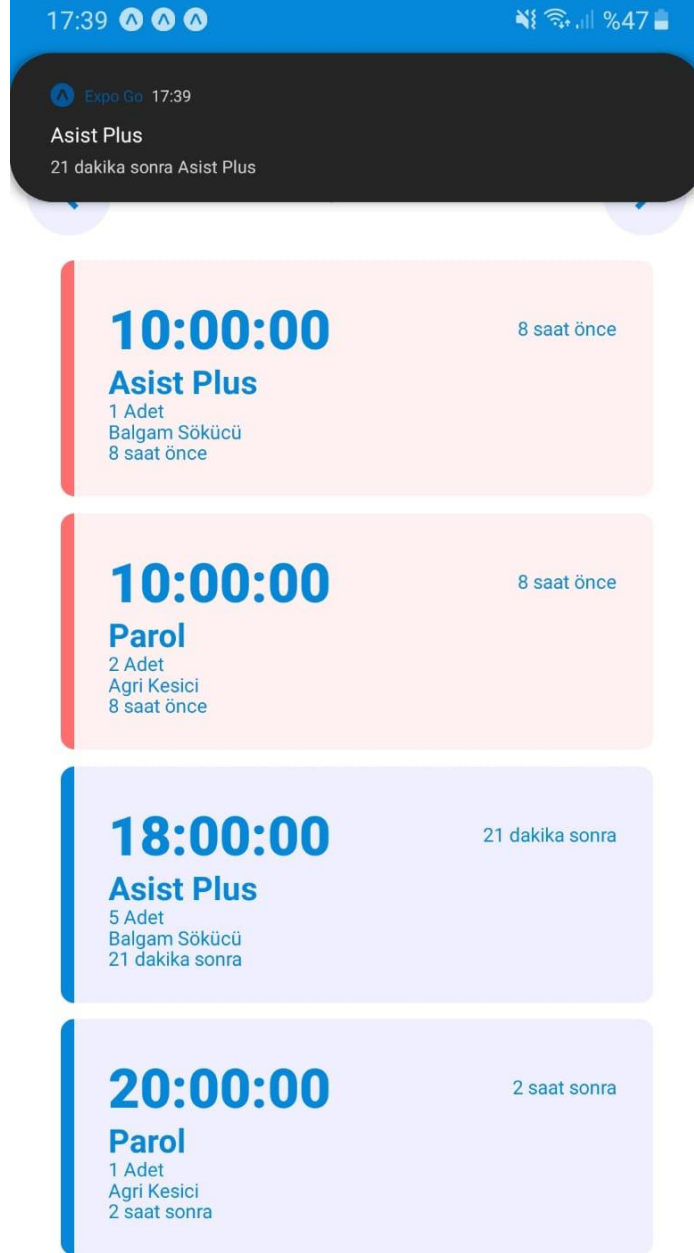 17:39 %47
Expo Go 17:39
Asist Plus
21 dakika sonra Asist Plus
10:00:00 8 saat önce
Asist Plus
1 Adet
Balgam Sökücü
8 saat önce
10:00:00 8 saat önce
Parol
2 Adet
Agri Kesici
8 saat önce
18:00:00 21 dakika sonra
Asist Plus
5 Adet
Balgam Sökücü
21 dakika sonra
20:00:00 2 saat sonra
Parol
1 Adet
Agri Kesici
2 saat sonra